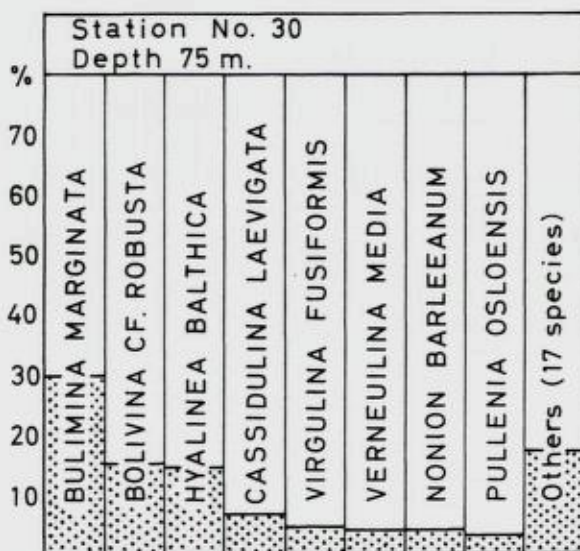 Station No. 30
Depth 75 m.
%
70
60
50
40
30
20
10
BULIMINA MARGINATA
BOLIVINA CF. ROBUSTA
HYALINEA BALTHICA
CASSIDULINA LAEVIGATA
VIRGULINA FUSIFORMIS
VERNEUILINA MEDIA
NONION BARLEEANUM
PULLENIA OSLOENSIS
Others (17 species)